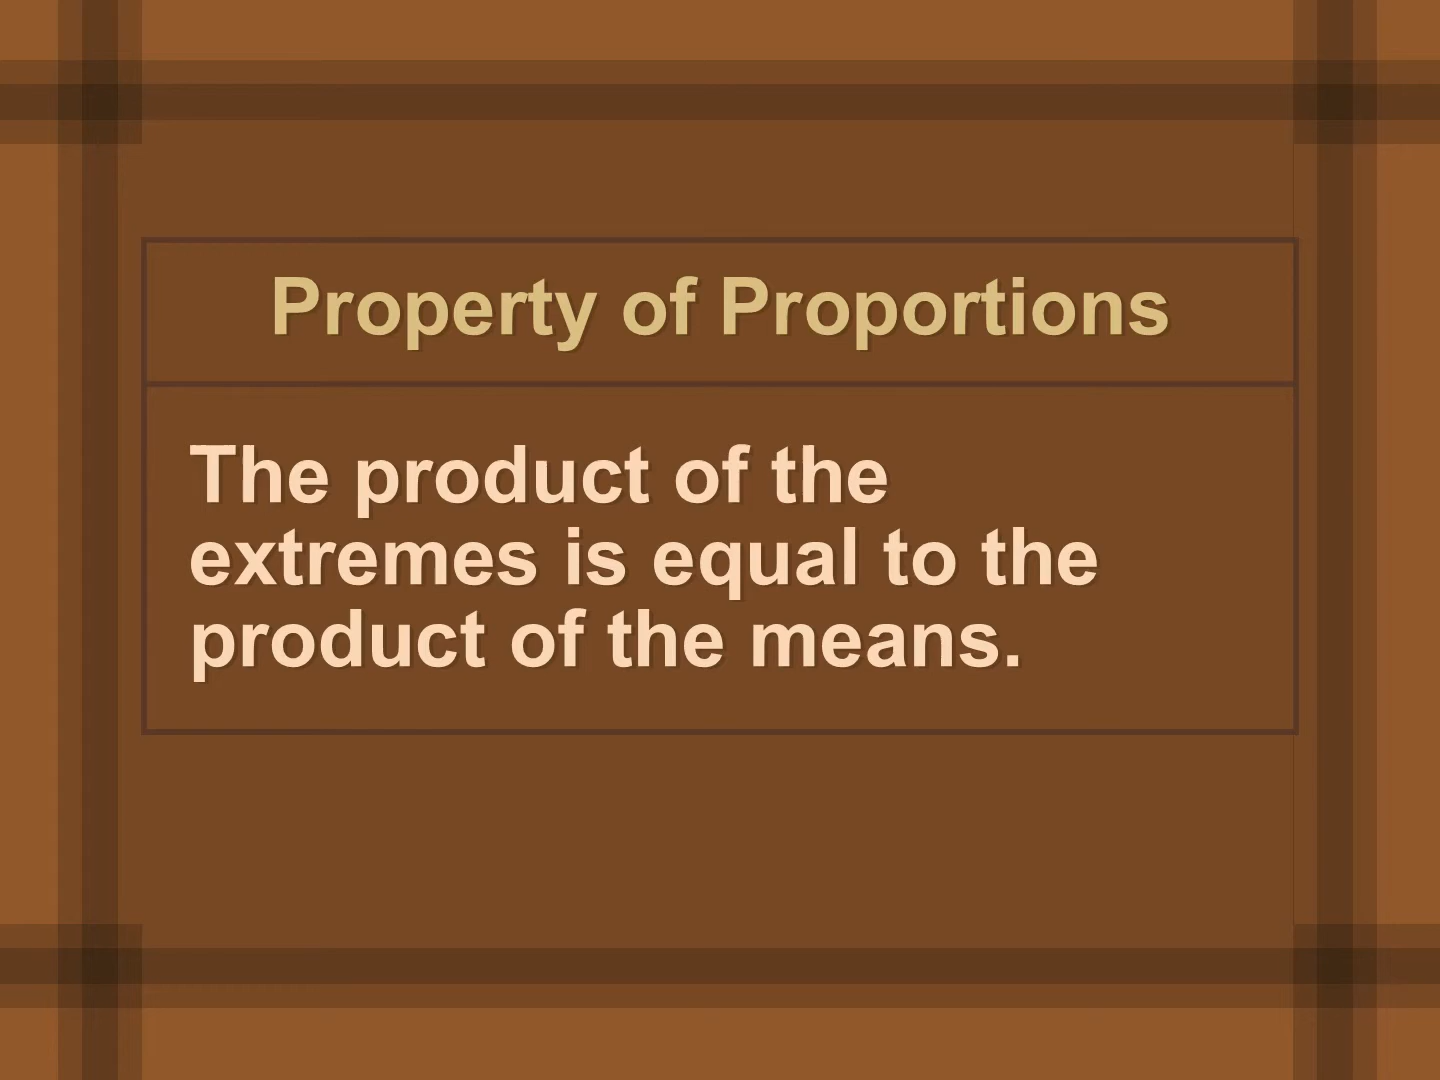 Property of Proportions
The product of the
extremes is equal to the
product of the means.